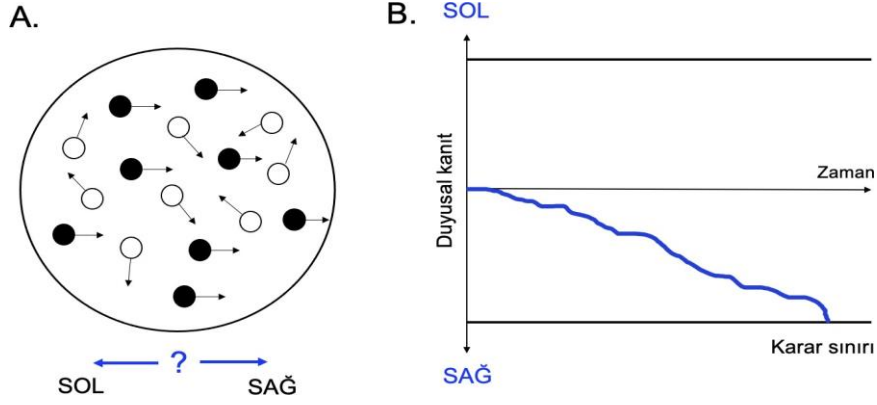 A.
?
SOL
SAĞ
B.
SOL
Duyusal kanıt
Zaman
Karar sınırı
SAĞ